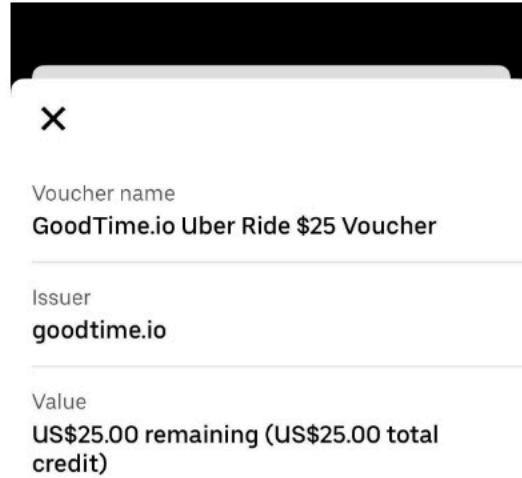 Voucher name
GoodTime.io Uber Ride $25 Voucher
Issuer
goodtime.io
Value
US$25.00 remaining (US$25.00 total
credit)